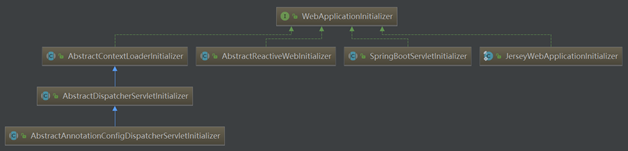 WebApplicationInitializer
AbstractContextLoaderInitializer
AbstractReactiveWebInitializer
SpringBootServletInitializer
JerseyWebApplicationInitializer
AbstractDispatcherServletInitializer
AbstractAnnotationConfigDispatcherServletInitializer